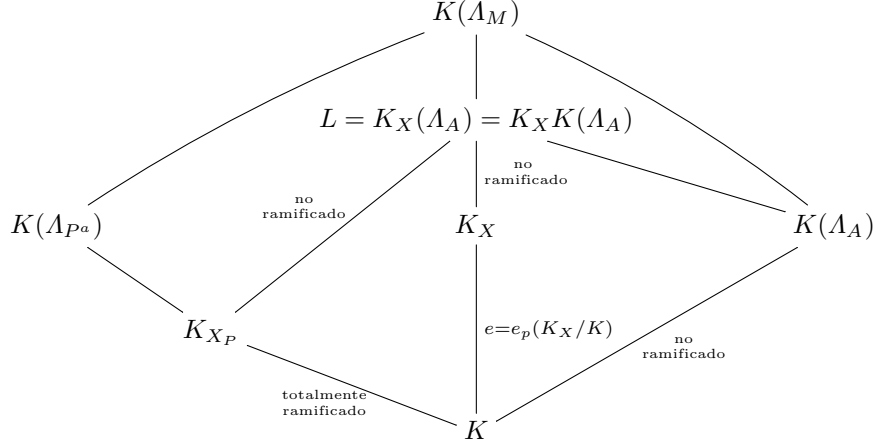 K(Λ_M)
L = K_X(Λ_A) = K_X K(Λ_A)
no
ramificado
no
ramificado
K(Λ_{P^a})
K_X
K(Λ_A)
K_{X_P}
e=e_p(K_X/K)
no
ramificado
totalmente
ramificado
K